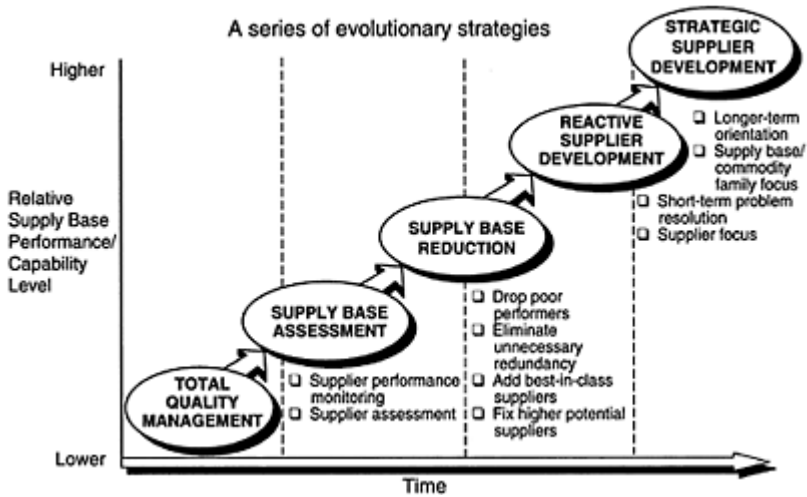 A series of evolutionary strategies
Higher
Relative
Supply Base
Performance/
Capability
Level
Lower
Time
TOTAL
QUALITY
MANAGEMENT
SUPPLY BASE
ASSESSMENT
❏ Supplier performance
monitoring
❏ Supplier assessment
SUPPLY BASE
REDUCTION
❏ Drop poor
performers
❏ Eliminate
unnecessary
redundancy
❏ Add best-in-class
suppliers
❏ Fix higher potential
suppliers
REACTIVE
SUPPLIER
DEVELOPMENT
❏ Short-term problem
resolution
❏ Supplier focus
STRATEGIC
SUPPLIER
DEVELOPMENT
❏ Longer-term
orientation
❏ Supply base/
commodity
family focus